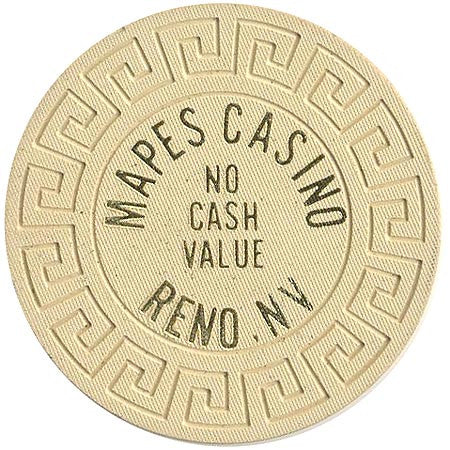 MAPES CASINO
NO
CASH
VALUE
RENO, NV